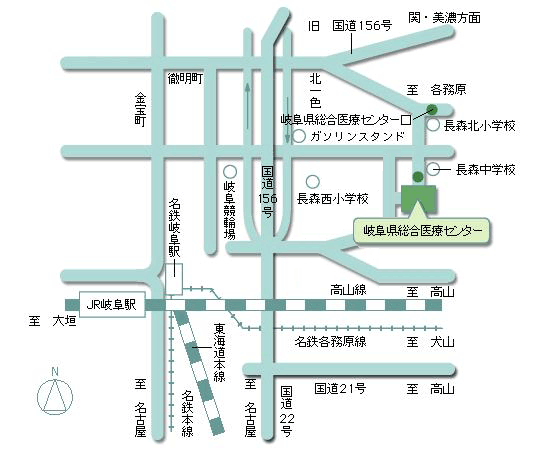 関・美濃方面
旧 国道156号
徹明町
北一色
至 各務原
金宝町
岐阜県総合医療センター
長森北小学校
ガソリンスタンド
長森中学校
国道156号
岐阜競輪場
長森西小学校
名鉄岐阜駅
岐阜県総合医療センター
高山線
至 高山
JR岐阜駅
至 大垣
東海道本線
名鉄各務原線
至 犬山
N
至 名古屋
名鉄本線
至 名古屋
国道22号
国道21号
至 高山